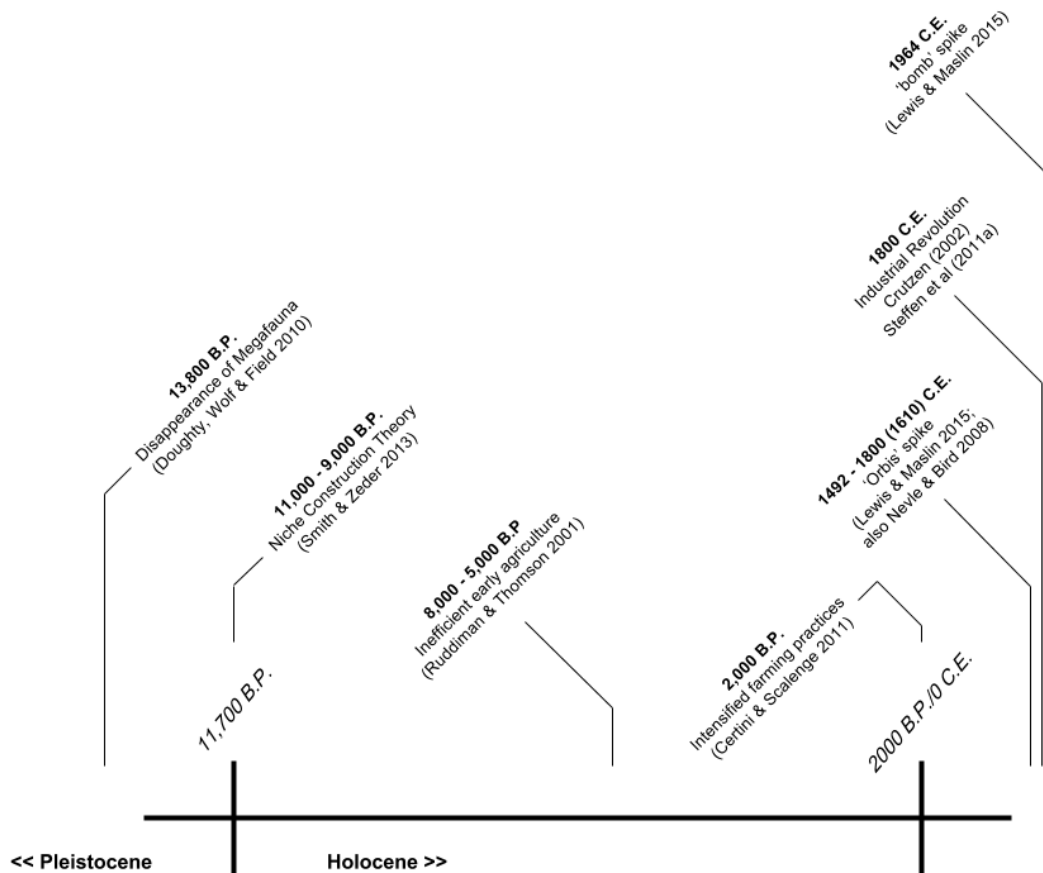 13,800 B.P.
Disappearance of Megafauna
(Doughty, Wolf & Field 2010)
11,000 - 9,000 B.P.
Niche Construction Theory
(Smith & Zeder 2013)
11,700 B.P.
8,000 - 5,000 B.P
Inefficient early agriculture
(Ruddiman & Thomson 2001)
2,000 B.P.
Intensified farming practices
(Certini & Scalenge 2011)
2000 B.P./0 C.E.
1492 - 1800 (1610) C.E.
'Orbis' spike
(Lewis & Maslin 2015;
also Nevle & Bird 2008)
1800 C.E.
Industrial Revolution
Crutzen (2002)
Steffen et al (2011a)
1964 C.E.
'bomb' spike
(Lewis & Maslin 2015)
<< Pleistocene
Holocene >>